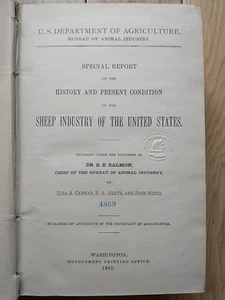 U.S. DEPARTMENT OF AGRICULTURE.
BUREAU OF ANIMAL INDUSTRY.
SPECIAL REPORT
ON THE
HISTORY AND PRESENT CONDITION
OF THE
SHEEP INDUSTRY OF THE UNITED STATES.
PREPARED UNDER THE DIRECTION OF
DR. D. E. SALMON,
CHIEF OF THE BUREAU OF ANIMAL INDUSTRY,
BY
EZRA A. CARMAN, H. A. HEATH, AND JOHN MINTO.
4869
PUBLISHED BY AUTHORITY OF THE SECRETARY OF AGRICULTURE.
WASHINGTON:
GOVERNMENT PRINTING OFFICE.
1892.